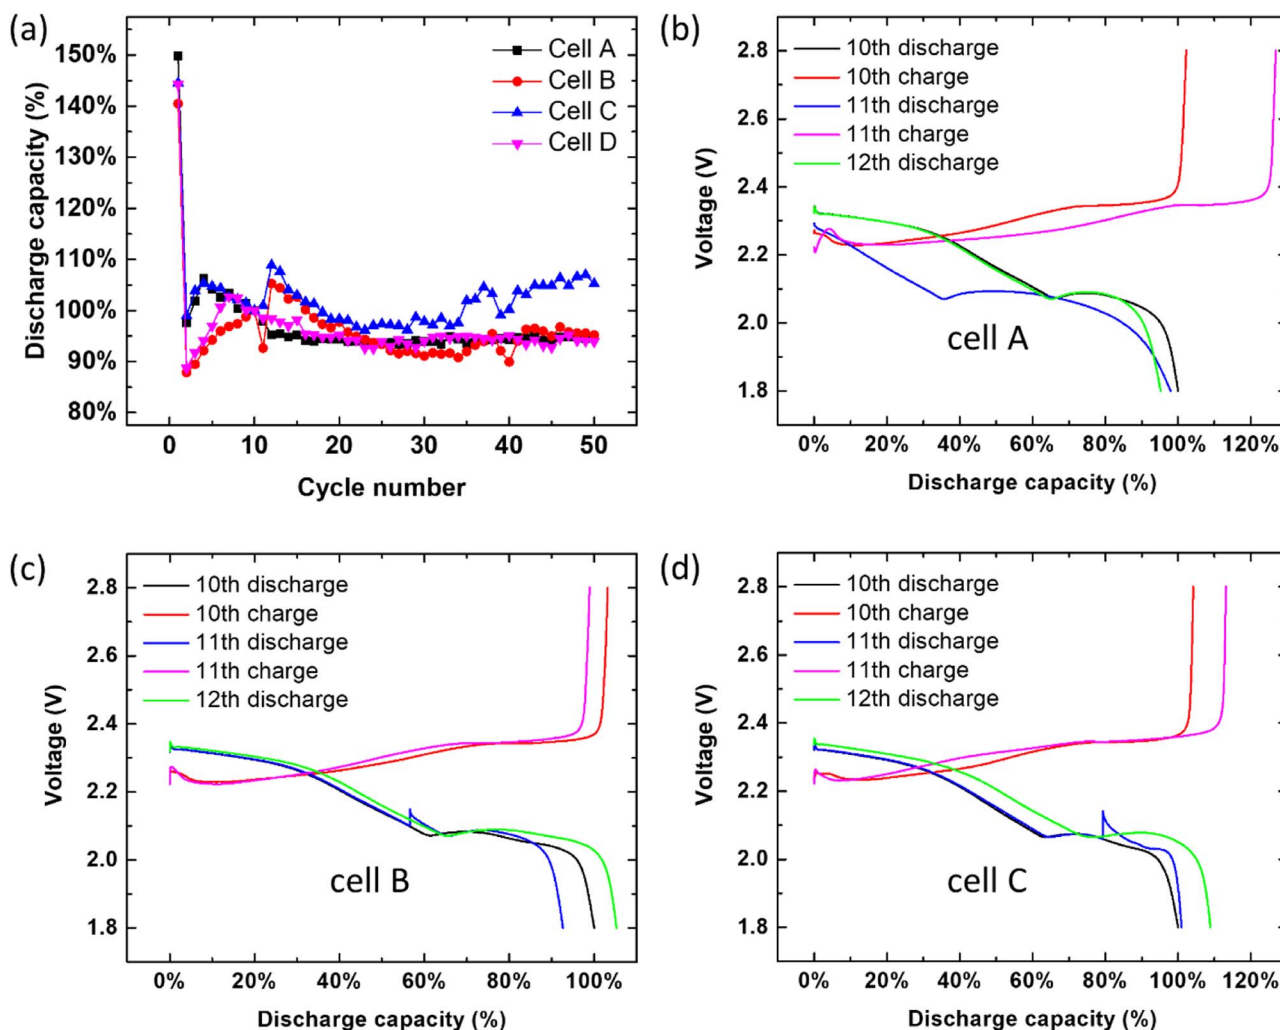 (a)
Discharge capacity (%)
150%
140%
130%
120%
110%
100%
90%
80%
Cell A
Cell B
Cell C
Cell D
0 10 20 30 40 50
Cycle number
(b)
Voltage (V)
2.8
2.6
2.4
2.2
2.0
1.8
10th discharge
10th charge
11th discharge
11th charge
12th discharge
cell A
0% 20% 40% 60% 80% 100% 120%
Discharge capacity (%)
(c)
Voltage (V)
2.8
2.6
2.4
2.2
2.0
1.8
10th discharge
10th charge
11th discharge
11th charge
12th discharge
cell B
0% 20% 40% 60% 80% 100%
Discharge capacity (%)
(d)
Voltage (V)
2.8
2.6
2.4
2.2
2.0
1.8
10th discharge
10th charge
11th discharge
11th charge
12th discharge
cell C
0% 20% 40% 60% 80% 100% 120%
Discharge capacity (%)